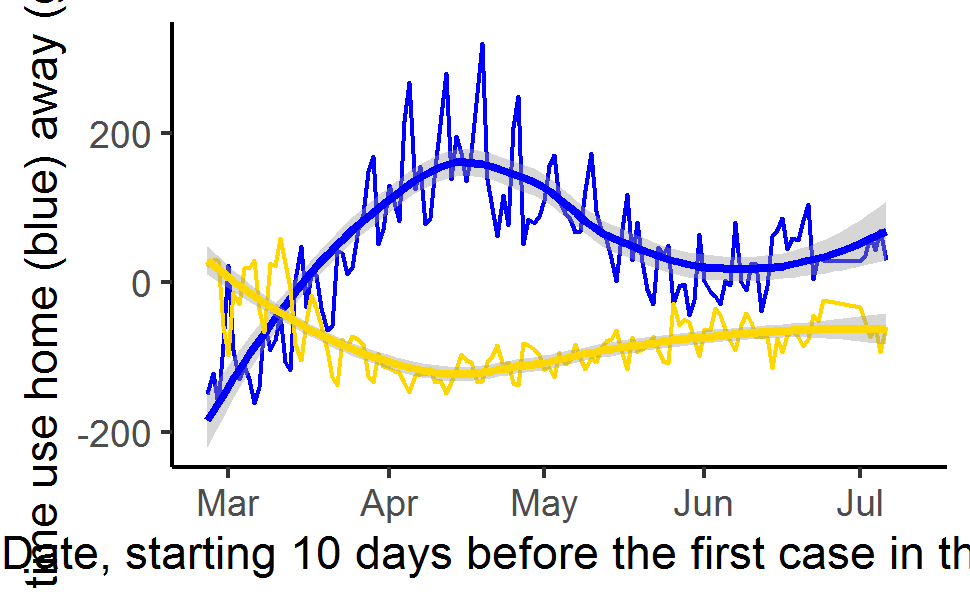 time use home (blue) away (
200
0
-200
Mar Apr May Jun Jul
Date, starting 10 days before the first case in th